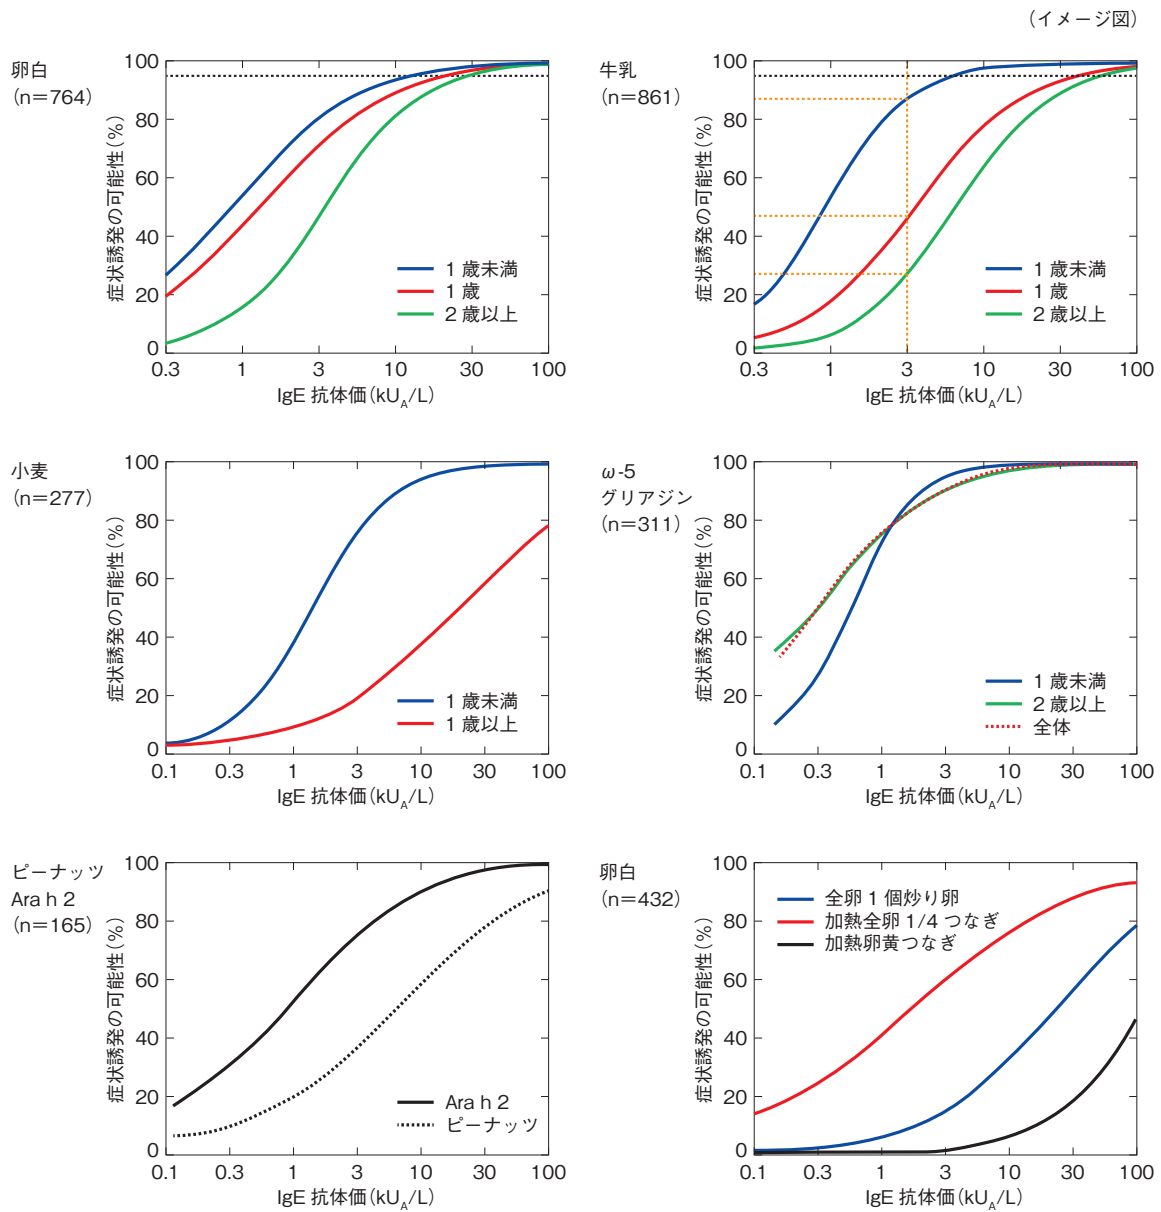 （イメージ図）
卵白
(n=764)
症状誘発の可能性(%)
100
80
60
40
20
0
1歳未満
1歳
2歳以上
0.3 1 3 10 100
IgE 抗体価(kUA/L)
牛乳
(n=861)
症状誘発の可能性(%)
100
80
60
40
20
0
1歳未満
1歳
2歳以上
0.3 1 3 10 100
IgE 抗体価(kUA/L)
小麦
(n=277)
症状誘発の可能性(%)
100
80
60
40
20
0
1歳未満
1歳以上
0.1 0.3 1 3 10 30 100
IgE 抗体価(kUA/L)
ω-5
グリアジン
(n=311)
症状誘発の可能性(%)
100
80
60
40
20
0
1歳未満
2歳以上
全体
0.1 0.3 1 3 10 30 100
IgE 抗体価(kUA/L)
ピーナッツ
Ara h 2
(n=165)
症状誘発の可能性(%)
100
80
60
40
20
0
Ara h 2
ピーナッツ
0.1 0.3 1 3 10 30 100
IgE 抗体価(kUA/L)
卵白
(n=432)
症状誘発の可能性(%)
100
80
60
40
20
0
全卵1個炒り卵
加熱全卵1/4つなぎ
加熱卵黄つなぎ
0.1 0.3 1 3 10 30 100
IgE 抗体価(kUA/L)